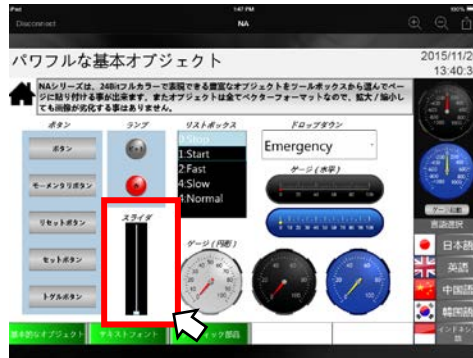 iPad
1:47 PM
100%
Disconnect
NA
パワフルな基本オブジェクト
2015/11/2
13:40:3
NAシリーズは、24Bitフルカラーで表現できる豊富なオブジェクトをツールボックスから選んでペー
ジに貼り付ける事が出来ます。またオブジェクトは全てベクターフォーマットなので、拡大/縮小し
ても画像が劣化する事はありません。
ボタン
ランプ
リストボックス
ドロップダウン
ボタン
0.Stop
1.Start
2.Fast
4.Slow
4.Normal
Emergency
ゲージ(水平)
モーメンタリボタン
リセットボタン
スライダ
言語選択
日本語
セットボタン
ゲージ(円形)
英語
トグルボタン
中国語
韓国語
基本的なオブジェクト
テキストフォント
ィック部品
インドネシ